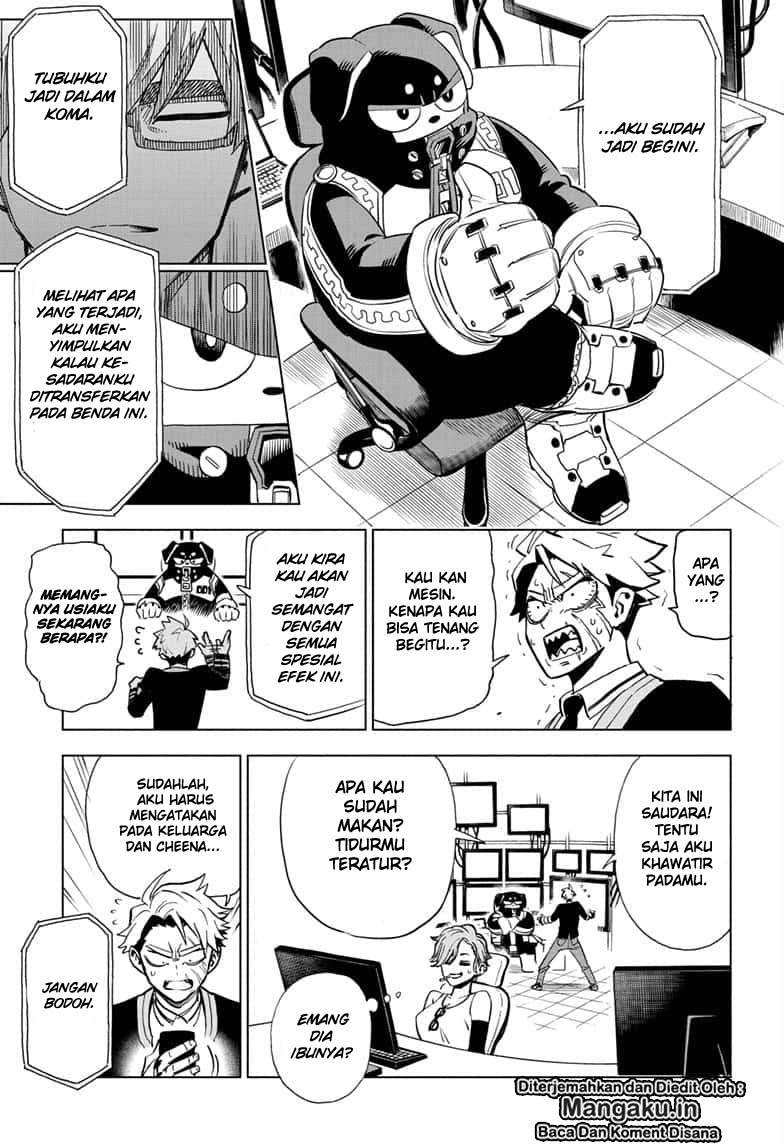 ...AKU SUDAH
JADI BEGINI.
TUBUHKU
JADI DALAM
KOMA.
MELIHAT APA
YANG TERJADI,
AKU MEN-
YIMPULKAN
KALAU KE-
SADARANKU
DITRANSFERKAN
PADA BENDA INI.
APA
YANG
...?
KAU KAN
MESIN.
KENAPA KAU
BISA TENANG
BEGITU...?
AKU KIRA
KAU AKAN
JADI
SEMANGAT
DENGAN
SEMUA
SPESIAL
EFEK INI.
MEMANG-
NYA USIAKU
SEKARANG
BERAPA?!
KITA INI
SAUDARA!
TENTU
SAJA AKU
KHAWATIR
PADAMU.
APA KAU
SUDAH
MAKAN?
TIDURMU
TERATUR?
EMANG
DIA
IBUNYA?
SUDAHLAH,
AKU HARUS
MENGATAKAN
PADA KELUARGA
DAN CHEENA...
JANGAN
BODOH.
Diterjemahkan dan Diedit Oleh :
Mangaku.in
Baca Dan Koment Disana